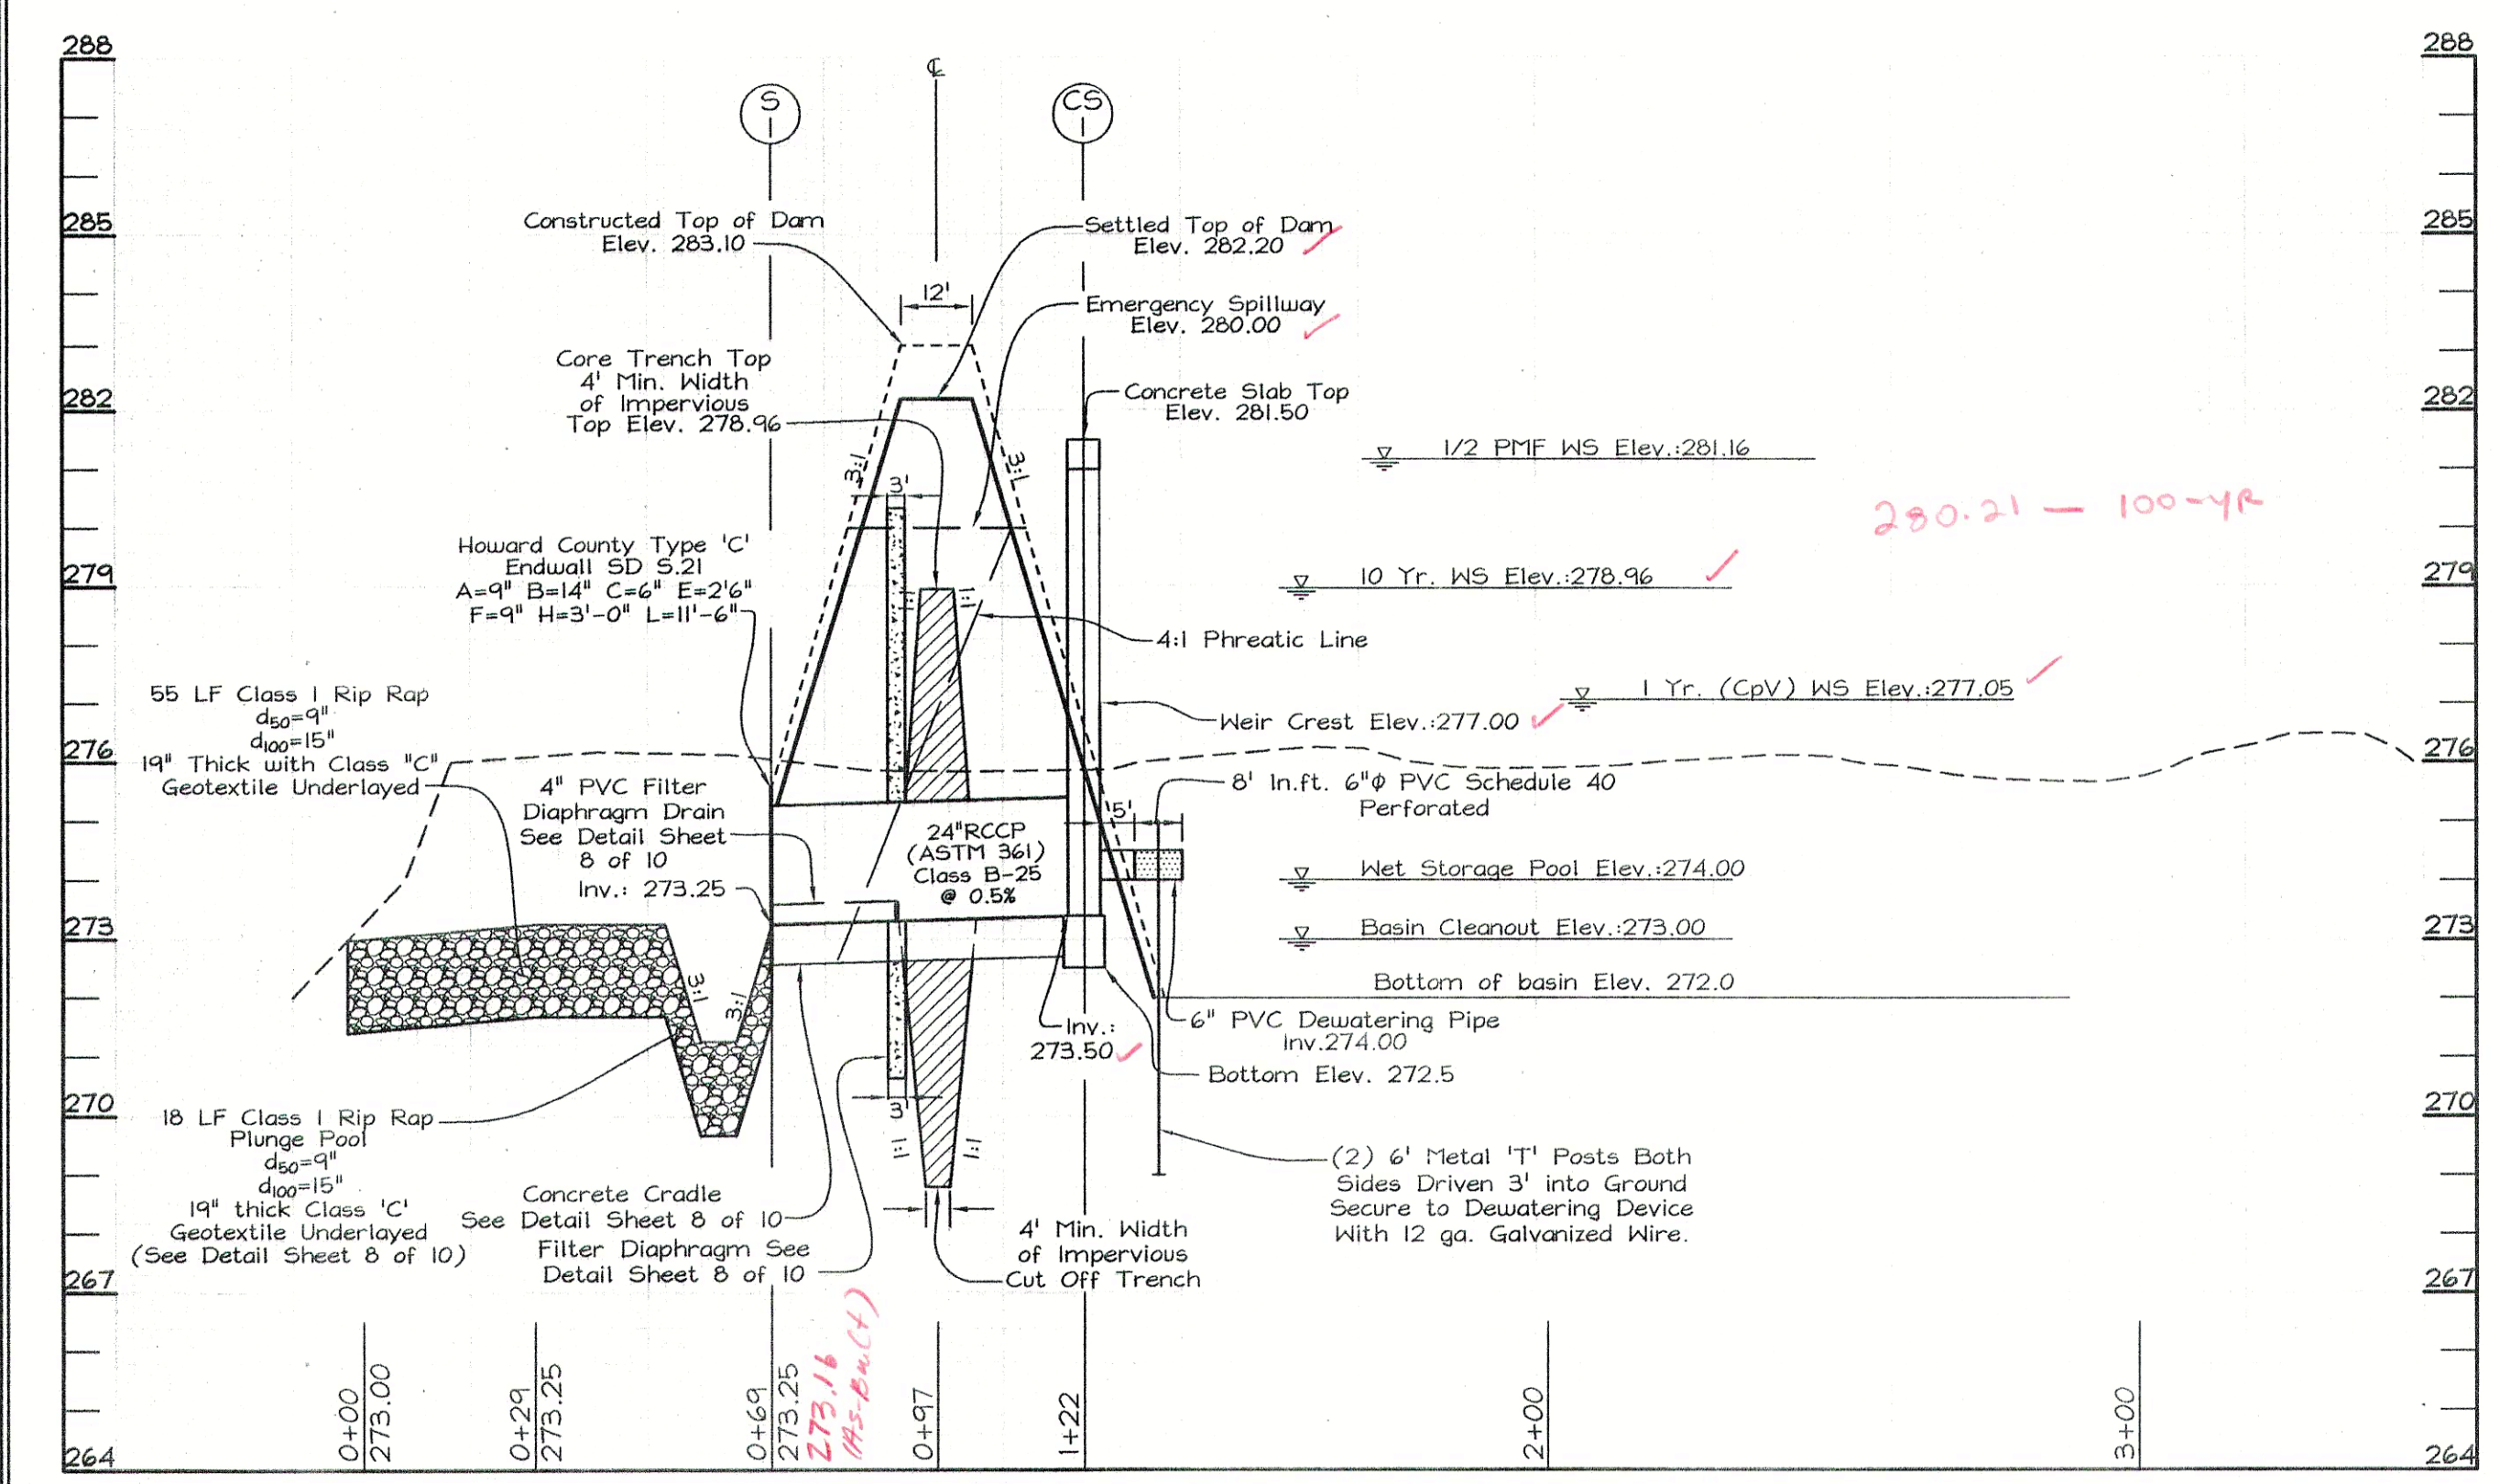 288
288
℄
S
CS
285
285
Constructed Top of Dam
Elev. 283.10
Settled Top of Dam
Elev. 282.20
12'
Emergency Spillway
Elev. 280.00
Core Trench Top
4' Min. Width
of Impervious
Top Elev. 278.96
282
282
Concrete Slab Top
Elev. 281.50
3:1
3:1
3'
1/2 PMF WS Elev.:281.16
280.21 — 100-YR
Howard County Type 'C'
Endwall SD S.21
A=9" B=14" C=6" E=2'6"
F=9" H=3'-0" L=11'-6"
279
279
10 Yr. WS Elev.:278.96
1:1
1:1
4:1 Phreatic Line
1 Yr. (CpV) WS Elev.:277.05
Weir Crest Elev.:277.00
55 LF Class I Rip Rap
d50=9"
d100=15"
19" Thick with Class "C"
Geotextile Underlayed
276
276
4" PVC Filter
Diaphragm Drain
See Detail Sheet
8 of 10
Inv.: 273.25
8' ln.ft. 6"Φ PVC Schedule 40
Perforated
5'
24"RCCP
(ASTM 361)
Class B-25
@ 0.5%
Wet Storage Pool Elev.:274.00
Basin Cleanout Elev.:273.00
273
273
Bottom of basin Elev. 272.0
3:1
3:1
Inv.:
273.50
6" PVC Dewatering Pipe
Inv.274.00
Bottom Elev. 272.5
270
270
3'
1:1
1:1
18 LF Class I Rip Rap
Plunge Pool
d50=9"
d100=15"
19" thick Class 'C'
Geotextile Underlayed
(See Detail Sheet 8 of 10)
Concrete Cradle
See Detail Sheet 8 of 10
Filter Diaphragm See
Detail Sheet 8 of 10
4' Min. Width
of Impervious
Cut Off Trench
(2) 6' Metal 'T' Posts Both
Sides Driven 3' into Ground
Secure to Dewatering Device
With 12 ga. Galvanized Wire.
267
267
0+00
273.00
0+29
273.25
0+69
273.25
273.16
(As-Built)
0+97
1+22
2+00
3+00
264
264